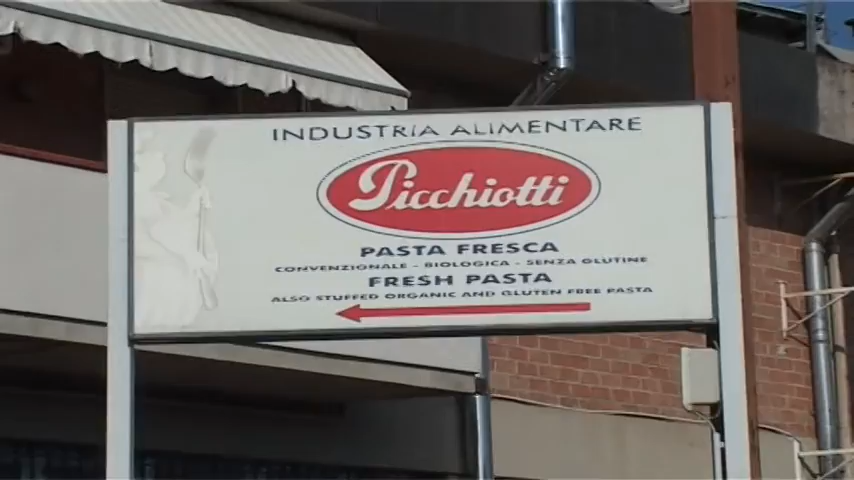 INDUSTRIA ALIMENTARE
Picchiotti
PASTA FRESCA
CONVENZIONALE - BIOLOGICA - SENZA GLUTINE
FRESH PASTA
ALSO STUFFED ORGANIC AND GLUTEN FREE PASTA